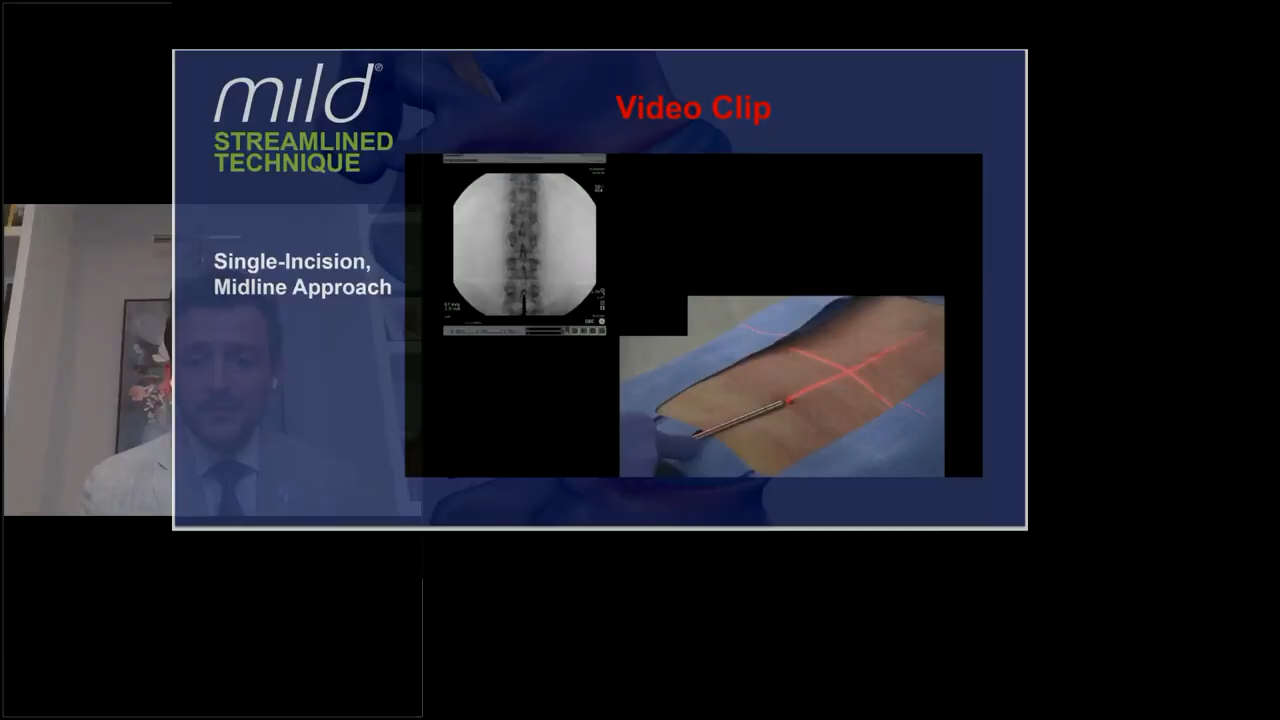 mild®
STREAMLINED
TECHNIQUE
Video Clip
Single-Incision,
Midline Approach